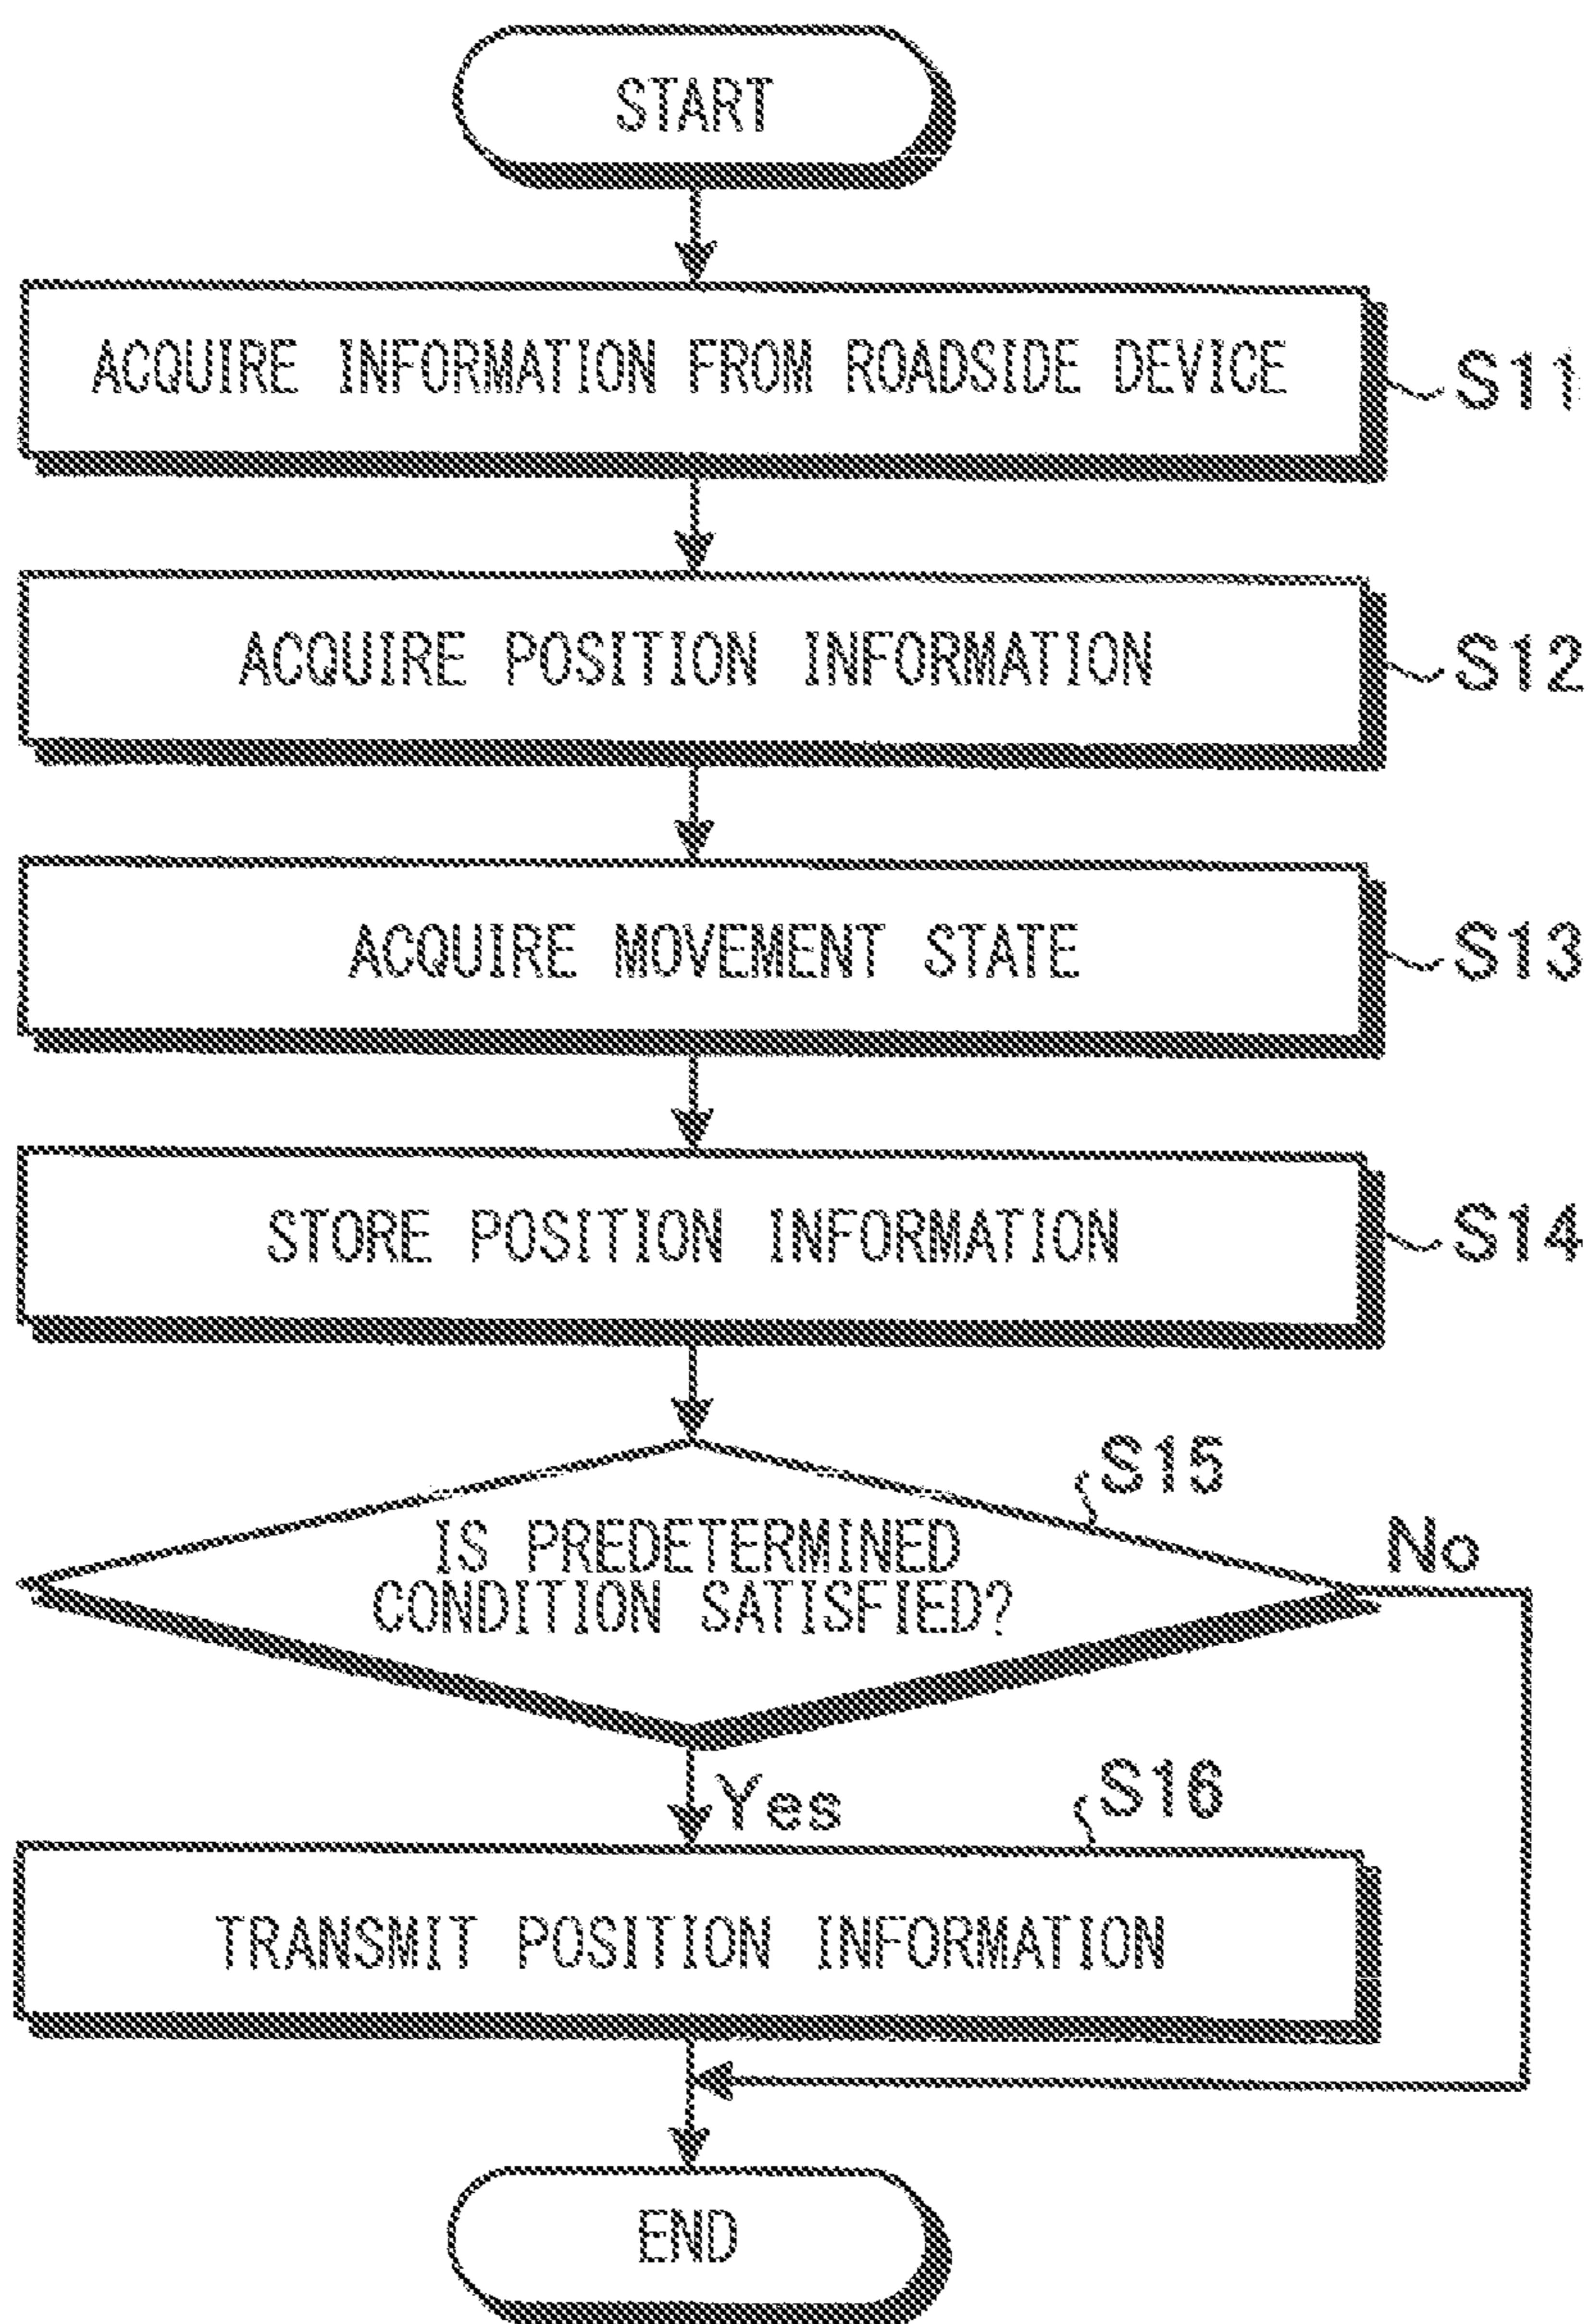 START
ACQUIRE INFORMATION FROM ROADSIDE DEVICE
S11
ACQUIRE POSITION INFORMATION
S12
ACQUIRE MOVEMENT STATE
S13
STORE POSITION INFORMATION
S14
S15
IS PREDETERMINED
CONDITION SATISFIED?
No
Yes
S16
TRANSMIT POSITION INFORMATION
END